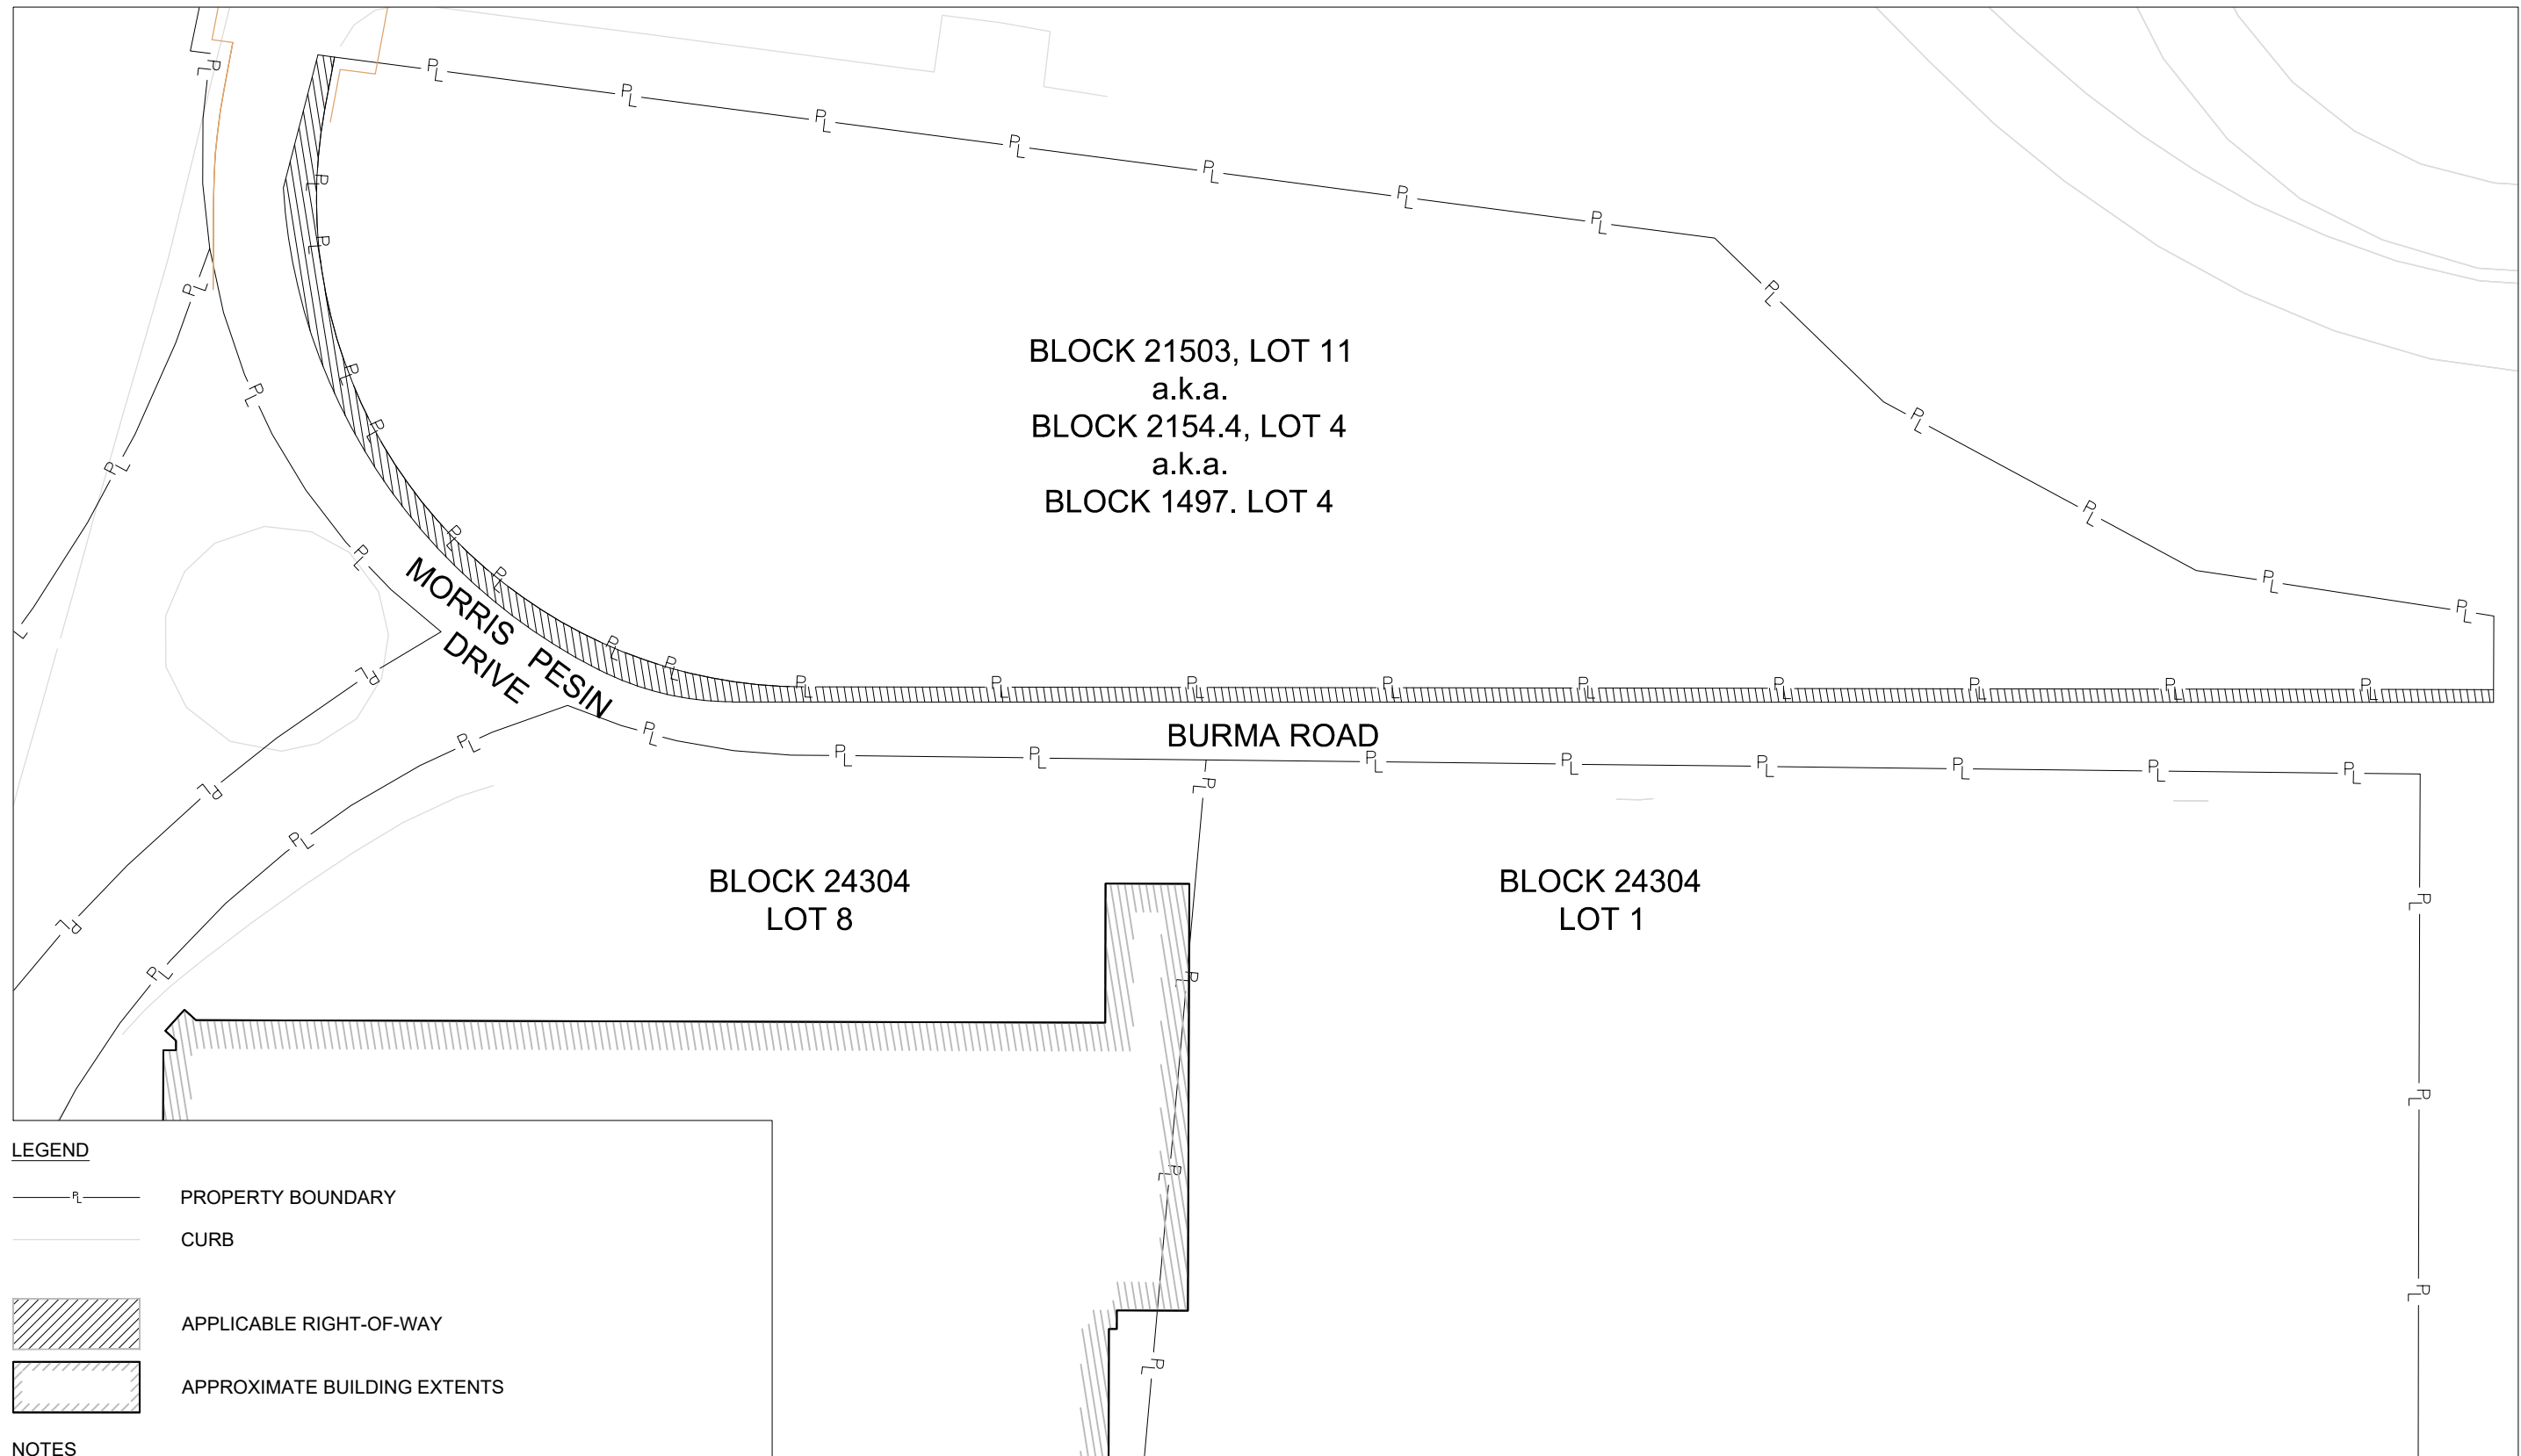 BLOCK 21503, LOT 11
a.k.a.
BLOCK 2154.4, LOT 4
a.k.a.
BLOCK 1497. LOT 4
MORRIS PESIN
DRIVE
BURMA ROAD
BLOCK 24304
LOT 8
BLOCK 24304
LOT 1
LEGEND
PL PROPERTY BOUNDARY
CURB
APPLICABLE RIGHT-OF-WAY
APPROXIMATE BUILDING EXTENTS
NOTES